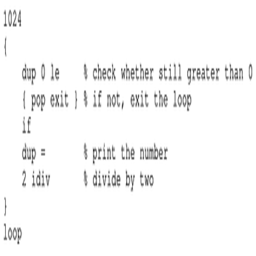 1024
{
dup 0 le % check whether still greater than 0
{ pop exit } % if not, exit the loop
if
dup = % print the number
2 idiv % divide by two
}
loop